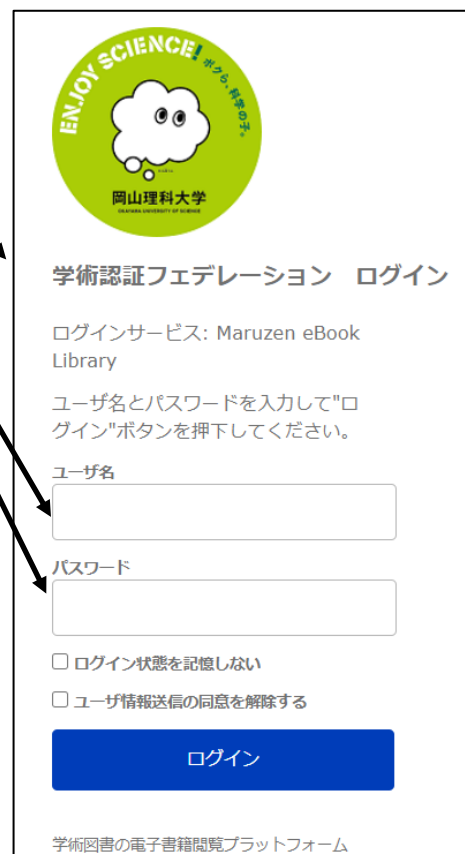 ENJOY SCIENCE!
ボクら、科学の子。
岡山理科大学
OKAYAMA UNIVERSITY OF SCIENCE
学術認証フェデレーション　ログイン
ログインサービス: Maruzen eBook
Library
ユーザ名とパスワードを入力して"ロ
グイン"ボタンを押下してください。
ユーザ名
パスワード
ログイン状態を記憶しない
ユーザ情報送信の同意を解除する
ログイン
学術図書の電子書籍閲覧プラットフォーム